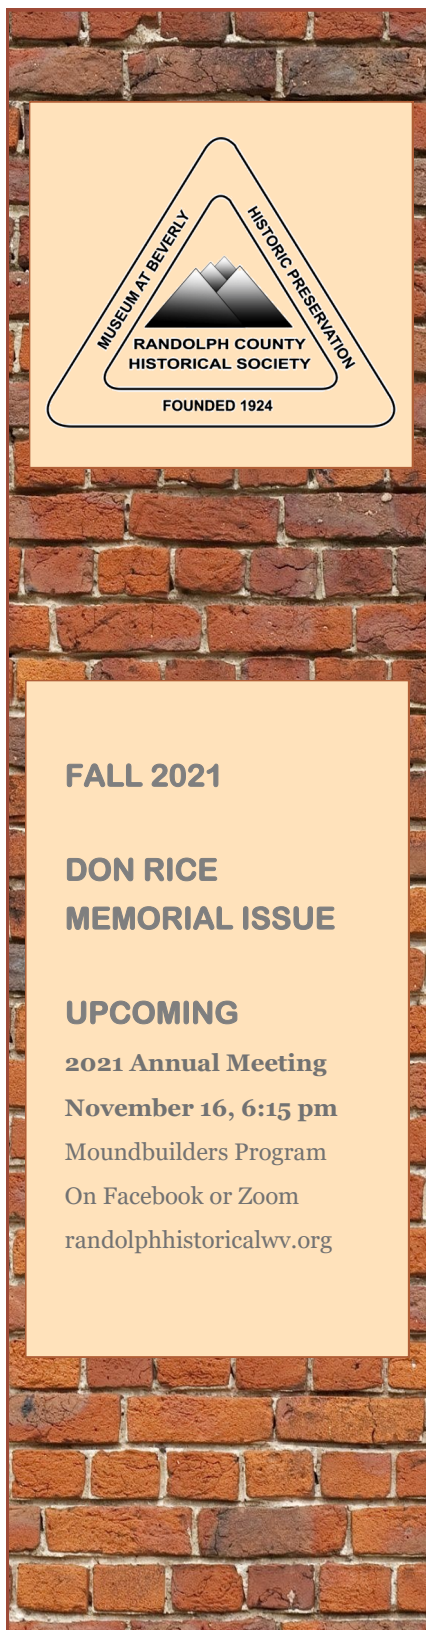 MUSEUM AT BEVERLY
HISTORIC PRESERVATION
RANDOLPH COUNTY
HISTORICAL SOCIETY
FOUNDED 1924
FALL 2021
DON RICE
MEMORIAL ISSUE
UPCOMING
2021 Annual Meeting
November 16, 6:15 pm
Moundbuilders Program
On Facebook or Zoom
randolphhistoricalwv.org